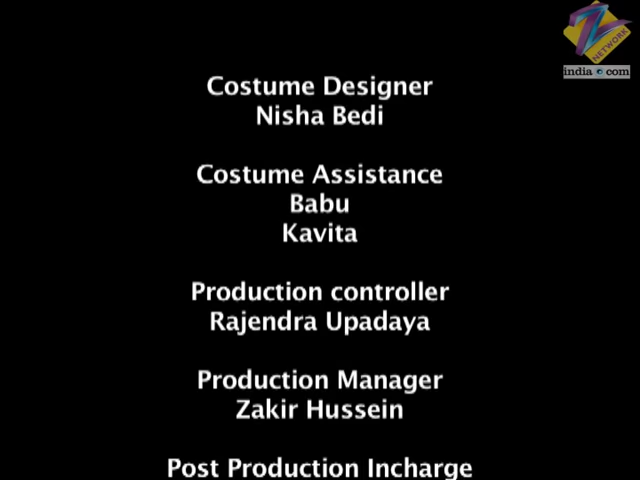 Z
NETWORK
india.com
Costume Designer
Nisha Bedi
Costume Assistance
Babu
Kavita
Production controller
Rajendra Upadaya
Production Manager
Zakir Hussein
Post Production Incharge